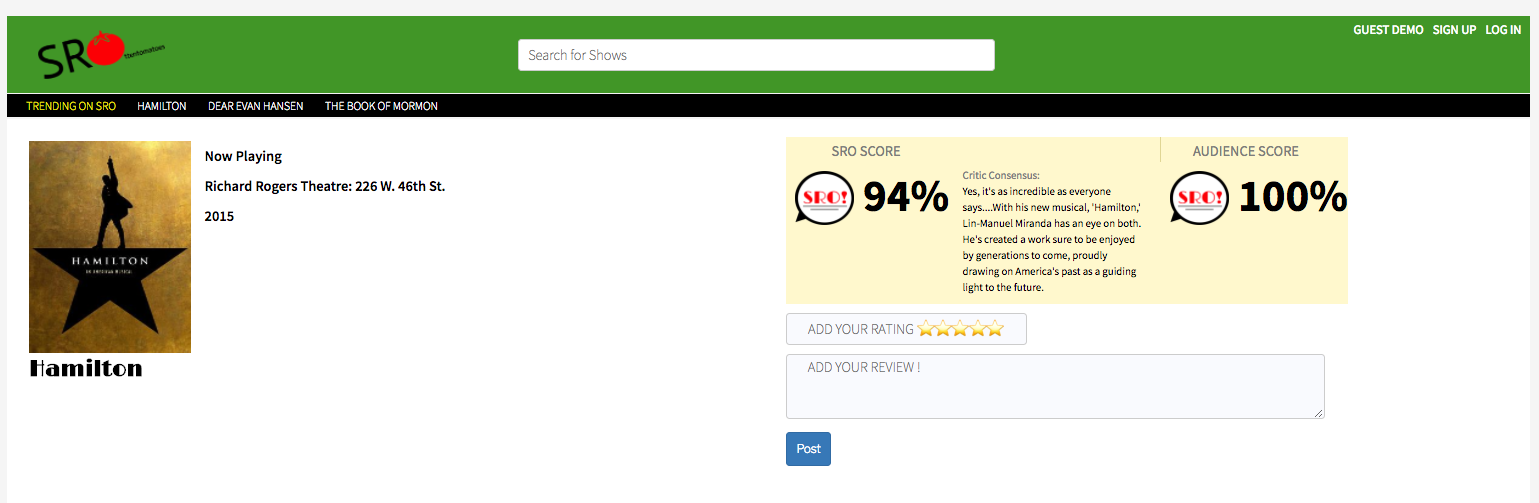 SRO
ttentomatoes
Search for Shows
GUEST DEMO SIGN UP LOG IN
TRENDING ON SRO HAMILTON DEAR EVAN HANSEN THE BOOK OF MORMON
HAMILTON
AN AMERICAN MUSICAL
Hamilton
Now Playing
Richard Rogers Theatre: 226 W. 46th St.
2015
SRO SCORE
SRO!
94%
Critic Consensus:
Yes, it's as incredible as everyone
says....With his new musical, 'Hamilton,'
Lin-Manuel Miranda has an eye on both.
He's created a work sure to be enjoyed
by generations to come, proudly
drawing on America's past as a guiding
light to the future.
AUDIENCE SCORE
SRO!
100%
ADD YOUR RATING
ADD YOUR REVIEW !
Post